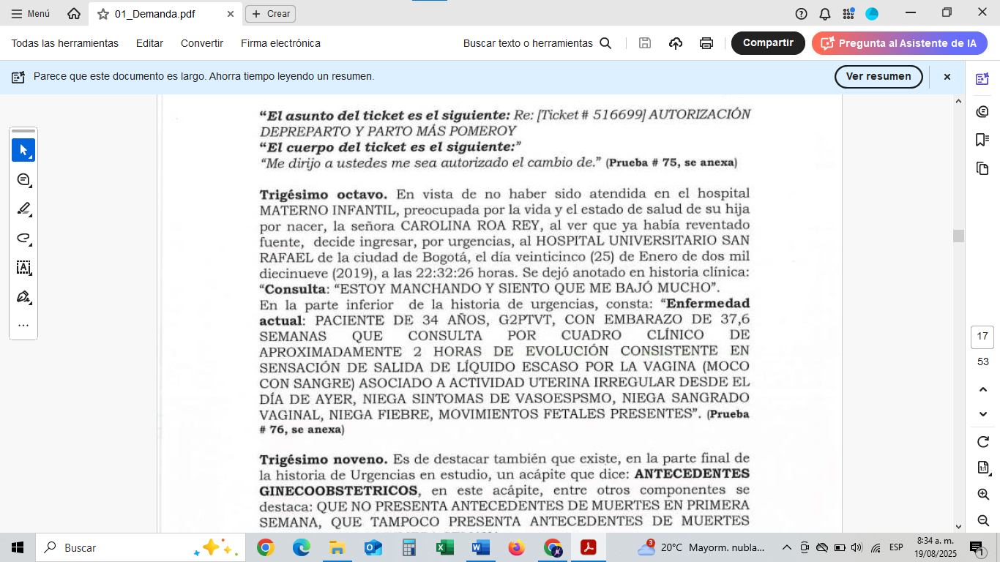 Menú
01_Demanda.pdf
Crear
Todas las herramientas
Editar
Convertir
Firma electrónica
Buscar texto o herramientas
Compartir
Pregunta al Asistente de IA
Parece que este documento es largo. Ahorra tiempo leyendo un resumen.
Ver resumen
“El asunto del ticket es el siguiente: Re: [Ticket # 516699] AUTORIZACIÓN
DEPREPARTO Y PARTO MÁS POMEROY
“El cuerpo del ticket es el siguiente:”
“Me dirijo a ustedes me sea autorizado el cambio de.” (Prueba # 75, se anexa)
Trigésimo octavo. En vista de no haber sido atendida en el hospital
MATERNO INFANTIL, preocupada por la vida y el estado de salud de su hija
por nacer, la señora CAROLINA ROA REY, al ver que ya había reventado
fuente, decide ingresar, por urgencias, al HOSPITAL UNIVERSITARIO SAN
RAFAEL de la ciudad de Bogotá, el día veinticinco (25) de Enero de dos mil
diecinueve (2019), a las 22:32:26 horas. Se dejó anotado en historia clínica:
“Consulta: “ESTOY MANCHANDO Y SIENTO QUE ME BAJÓ MUCHO”.
En la parte inferior de la historia de urgencias, consta: “Enfermedad
actual: PACIENTE DE 34 AÑOS, G2PTVT, CON EMBARAZO DE 37,6
SEMANAS QUE CONSULTA POR CUADRO CLÍNICO DE
APROXIMADAMENTE 2 HORAS DE EVOLUCIÓN CONSISTENTE EN
SENSACIÓN DE SALIDA DE LÍQUIDO ESCASO POR LA VAGINA (MOCO
CON SANGRE) ASOCIADO A ACTIVIDAD UTERINA IRREGULAR DESDE EL
DÍA DE AYER, NIEGA SINTOMAS DE VASOESPSMO, NIEGA SANGRADO
VAGINAL, NIEGA FIEBRE, MOVIMIENTOS FETALES PRESENTES”. (Prueba
# 76, se anexa)
Trigésimo noveno. Es de destacar también que existe, en la parte final de
la historia de Urgencias en estudio, un acápite que dice: ANTECEDENTES
GINECOOBSTETRICOS, en este acápite, entre otros componentes se
destaca: QUE NO PRESENTA ANTECEDENTES DE MUERTES EN PRIMERA
SEMANA, QUE TAMPOCO PRESENTA ANTECEDENTES DE MUERTES
17
53
Buscar
3
20°C Mayorm. nubla...
ESP
8:34 a. m.
19/08/2025
1